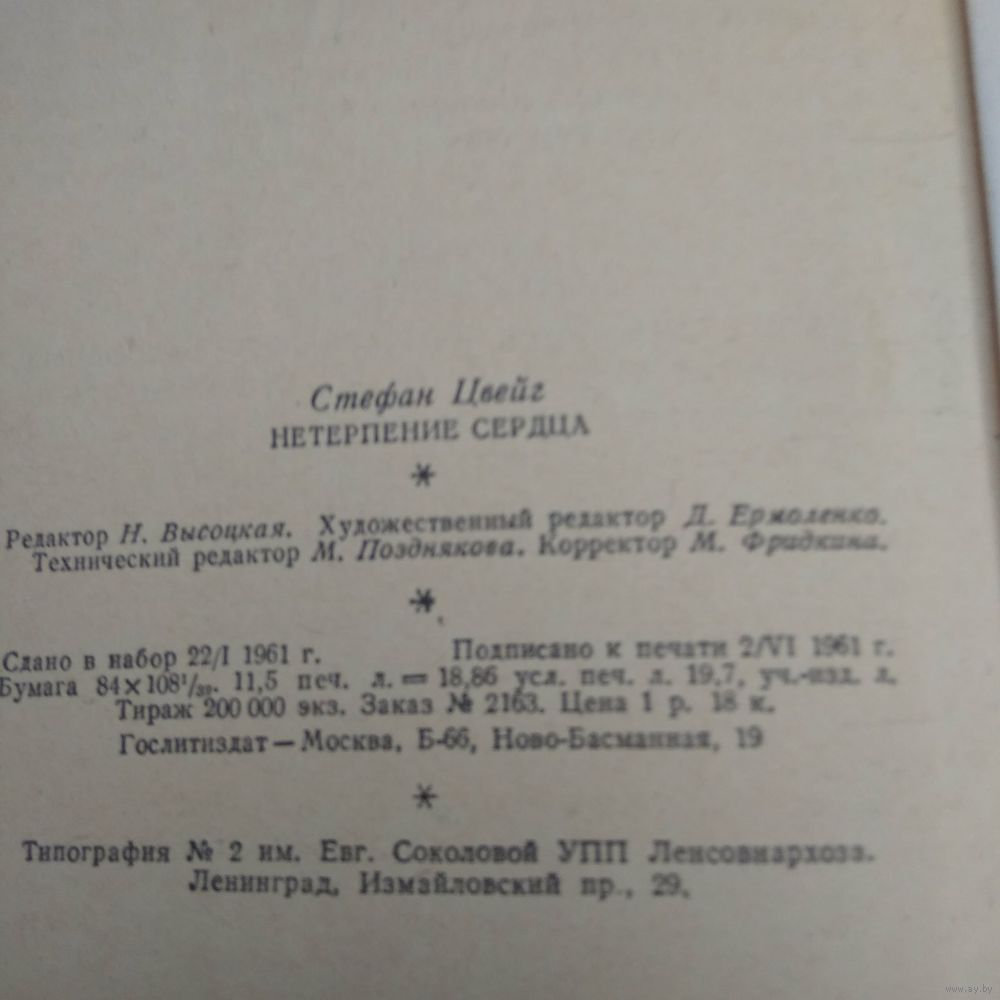 Стефан Цвейг
НЕТЕРПЕНИЕ СЕРДЦА
*
Редактор Н. Высоцкая. Художественный редактор Д. Ермоленко.
Технический редактор М. Позднякова. Корректор М. Фридкина.
*
Сдано в набор 22/I 1961 г. Подписано к печати 2/VI 1961 г.
Бумага 84×108¹/₃₂. 11,5 печ. л. = 18,86 усл. печ. л. 19,7, уч.-изд. л.
Тираж 200 000 экз. Заказ № 2163. Цена 1 р. 18 к.
Гослитиздат — Москва, Б-66, Ново-Басманная, 19
*
Типография № 2 им. Евг. Соколовой УПП Ленсовнархоза.
Ленинград, Измайловский пр., 29.
www.ay.by